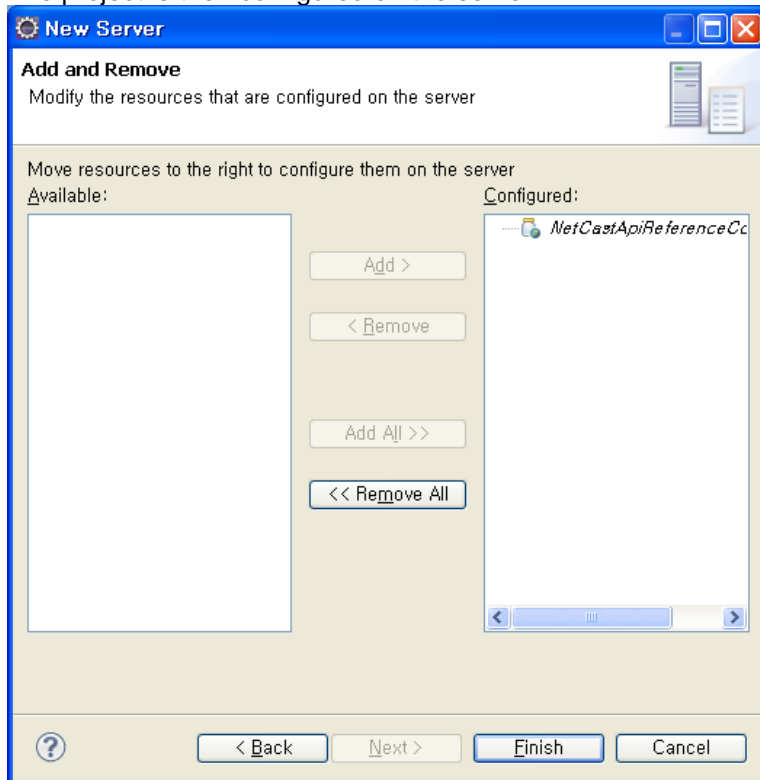 New Server
Add and Remove
Modify the resources that are configured on the server
Move resources to the right to configure them on the server
Available:
Configured:
NetCastApiReferenceCc
Add >
< Remove
Add All >>
<< Remove All
< Back
Next >
Finish
Cancel